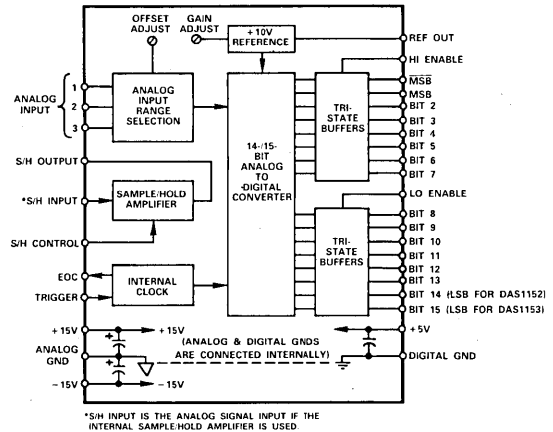 OFFSET ADJUST
GAIN ADJUST
+10V REFERENCE
REF OUT
HI ENABLE
MSB
MSB
BIT 2
BIT 3
BIT 4
BIT 5
BIT 6
BIT 7
TRI-
STATE
BUFFERS
ANALOG
INPUT
1
2
3
ANALOG
INPUT
RANGE
SELECTION
14-/15-
BIT
ANALOG
TO
-DIGITAL
CONVERTER
S/H OUTPUT
*S/H INPUT
SAMPLE/HOLD
AMPLIFIER
S/H CONTROL
LO ENABLE
BIT 8
BIT 9
BIT 10
BIT 11
BIT 12
BIT 13
BIT 14 (LSB FOR DAS1152)
BIT 15 (LSB FOR DAS1153)
TRI-
STATE
BUFFERS
EOC
TRIGGER
INTERNAL
CLOCK
+15V
+15V
ANALOG
GND
-15V
-15V
(ANALOG & DIGITAL GNDS
ARE CONNECTED INTERNALLY)
+5V
DIGITAL GND
*S/H INPUT IS THE ANALOG SIGNAL INPUT IF THE
INTERNAL SAMPLE/HOLD AMPLIFIER IS USED.